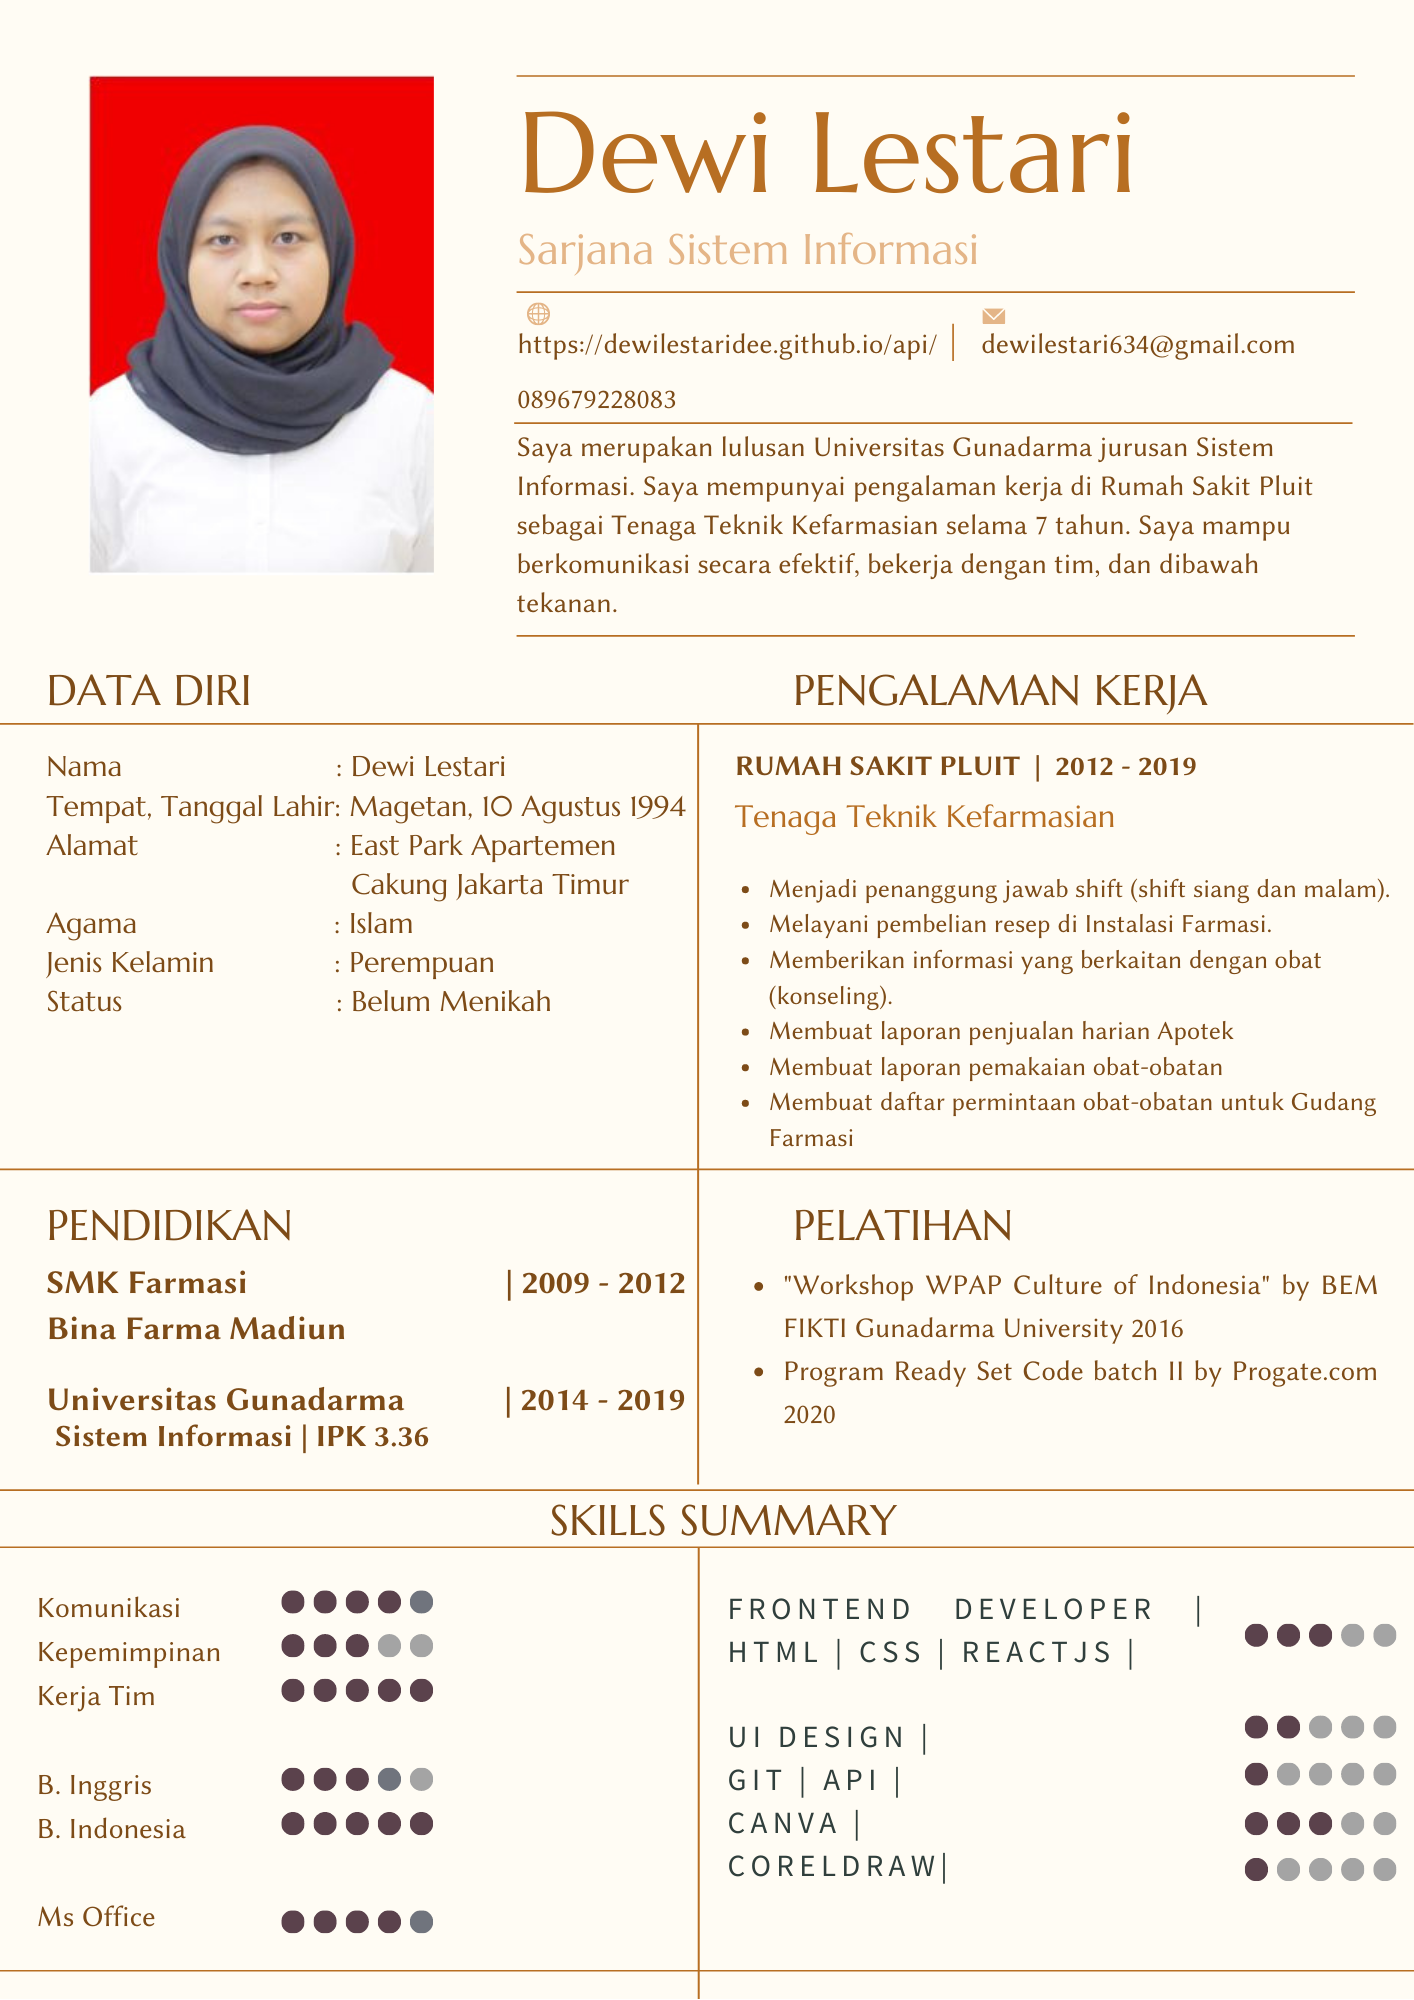 Dewi Lestari
Sarjana Sistem Informasi
https://dewilestaridee.github.io/api/
dewilestari634@gmail.com
089679228083
Saya merupakan lulusan Universitas Gunadarma jurusan Sistem
Informasi. Saya mempunyai pengalaman kerja di Rumah Sakit Pluit
sebagai Tenaga Teknik Kefarmasian selama 7 tahun. Saya mampu
berkomunikasi secara efektif, bekerja dengan tim, dan dibawah
tekanan.
DATA DIRI
Nama : Dewi Lestari
Tempat, Tanggal Lahir: Magetan, 10 Agustus 1994
Alamat : East Park Apartemen
Cakung Jakarta Timur
Agama : Islam
Jenis Kelamin : Perempuan
Status : Belum Menikah
PENGALAMAN KERJA
RUMAH SAKIT PLUIT | 2012 - 2019
Tenaga Teknik Kefarmasian
• Menjadi penanggung jawab shift (shift siang dan malam).
• Melayani pembelian resep di Instalasi Farmasi.
• Memberikan informasi yang berkaitan dengan obat
(konseling).
• Membuat laporan penjualan harian Apotek
• Membuat laporan pemakaian obat-obatan
• Membuat daftar permintaan obat-obatan untuk Gudang
Farmasi
PENDIDIKAN
SMK Farmasi | 2009 - 2012
Bina Farma Madiun
Universitas Gunadarma | 2014 - 2019
Sistem Informasi | IPK 3.36
PELATIHAN
• "Workshop WPAP Culture of Indonesia" by BEM
FIKTI Gunadarma University 2016
• Program Ready Set Code batch II by Progate.com
2020
SKILLS SUMMARY
Komunikasi
Kepemimpinan
Kerja Tim
B. Inggris
B. Indonesia
Ms Office
FRONTEND DEVELOPER |
HTML | CSS | REACTJS |
UI DESIGN |
GIT | API |
CANVA |
CORELDRAW|